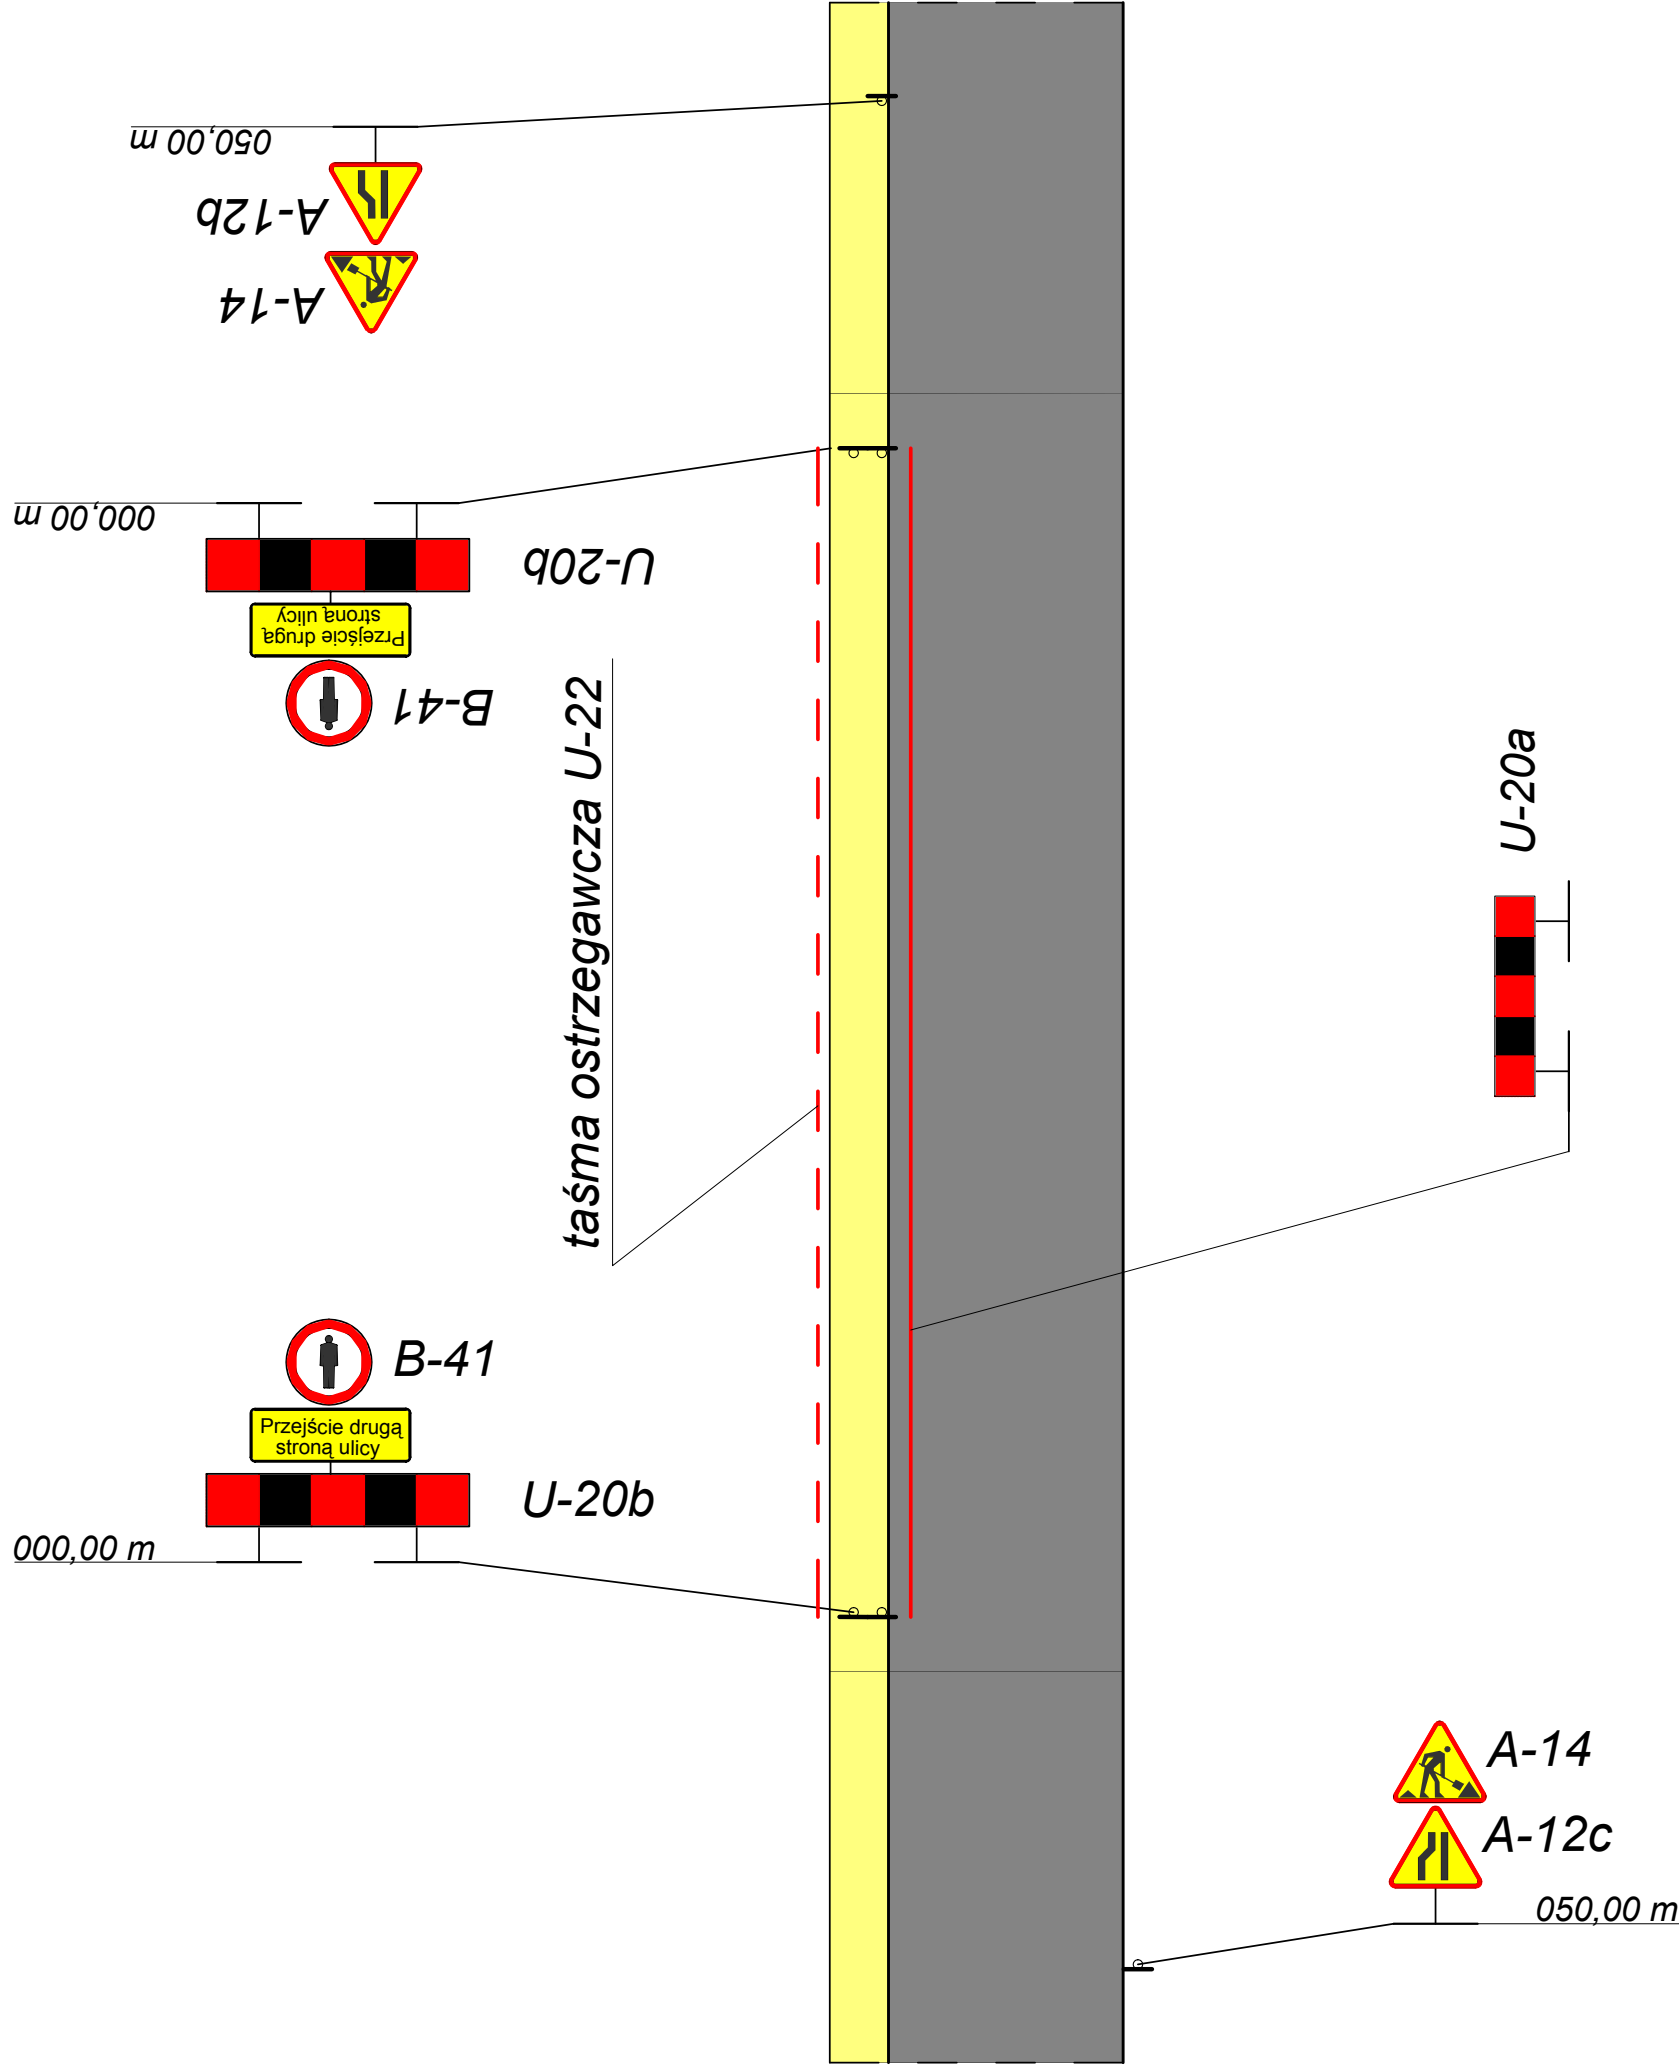 050,00 m
A-12b
A-14
000,00 m
U-20b
Przejście drugą
stroną ulicy
B-41
taśma ostrzegawcza U-22
U-20a
B-41
Przejście drugą
stroną ulicy
U-20b
000,00 m
A-14
A-12c
050,00 m